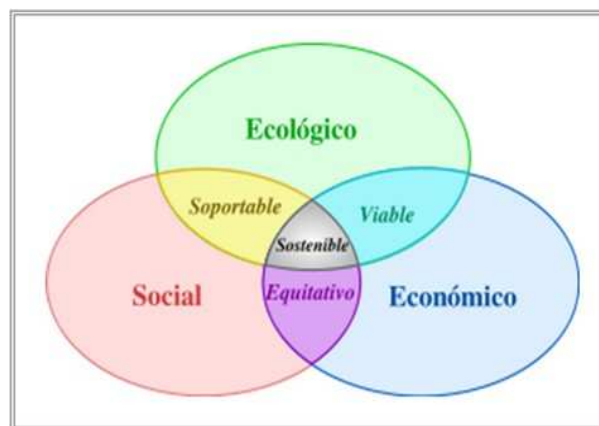 Ecológico
Soportable
Viable
Sostenible
Social
Equitativo
Económico